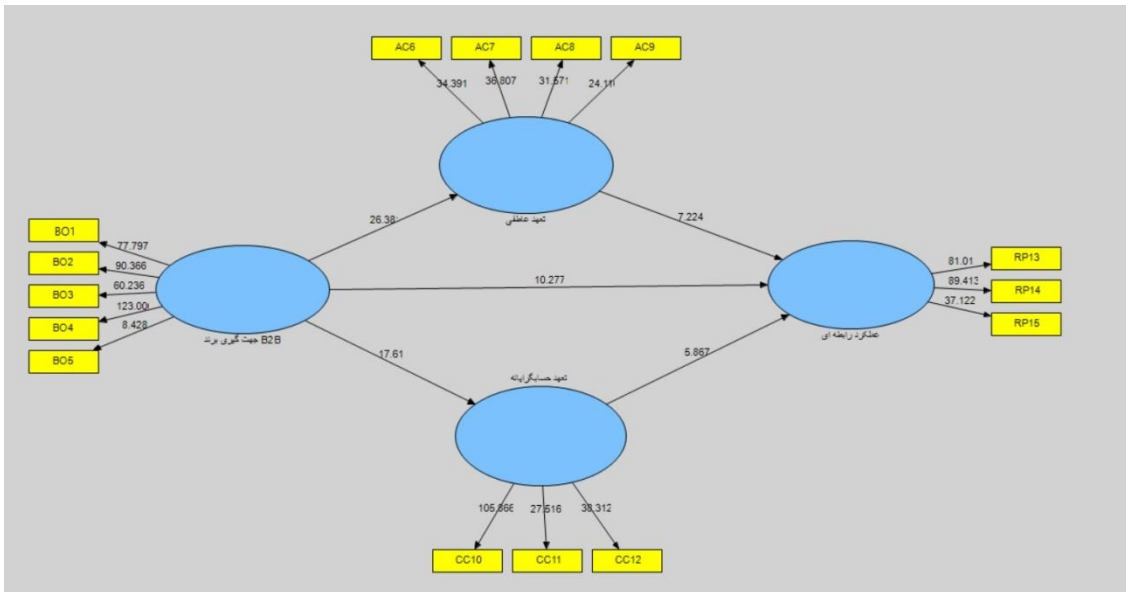 AC6 AC7 AC8 AC9
34.391 36.807 31.571 24.11
تعهد عاطفی
26.38 7.224
BO1
77.797
BO2
90.366
BO3
60.236
BO4
123.00
BO5
8.428
B2B جهت گیری برند
10.277
81.01 RP13
89.413 RP14
37.122 RP15
عملکرد رابطه ای
17.61 5.867
تعهد حسابگرایانه
105.866 27.516 38.312
CC10 CC11 CC12